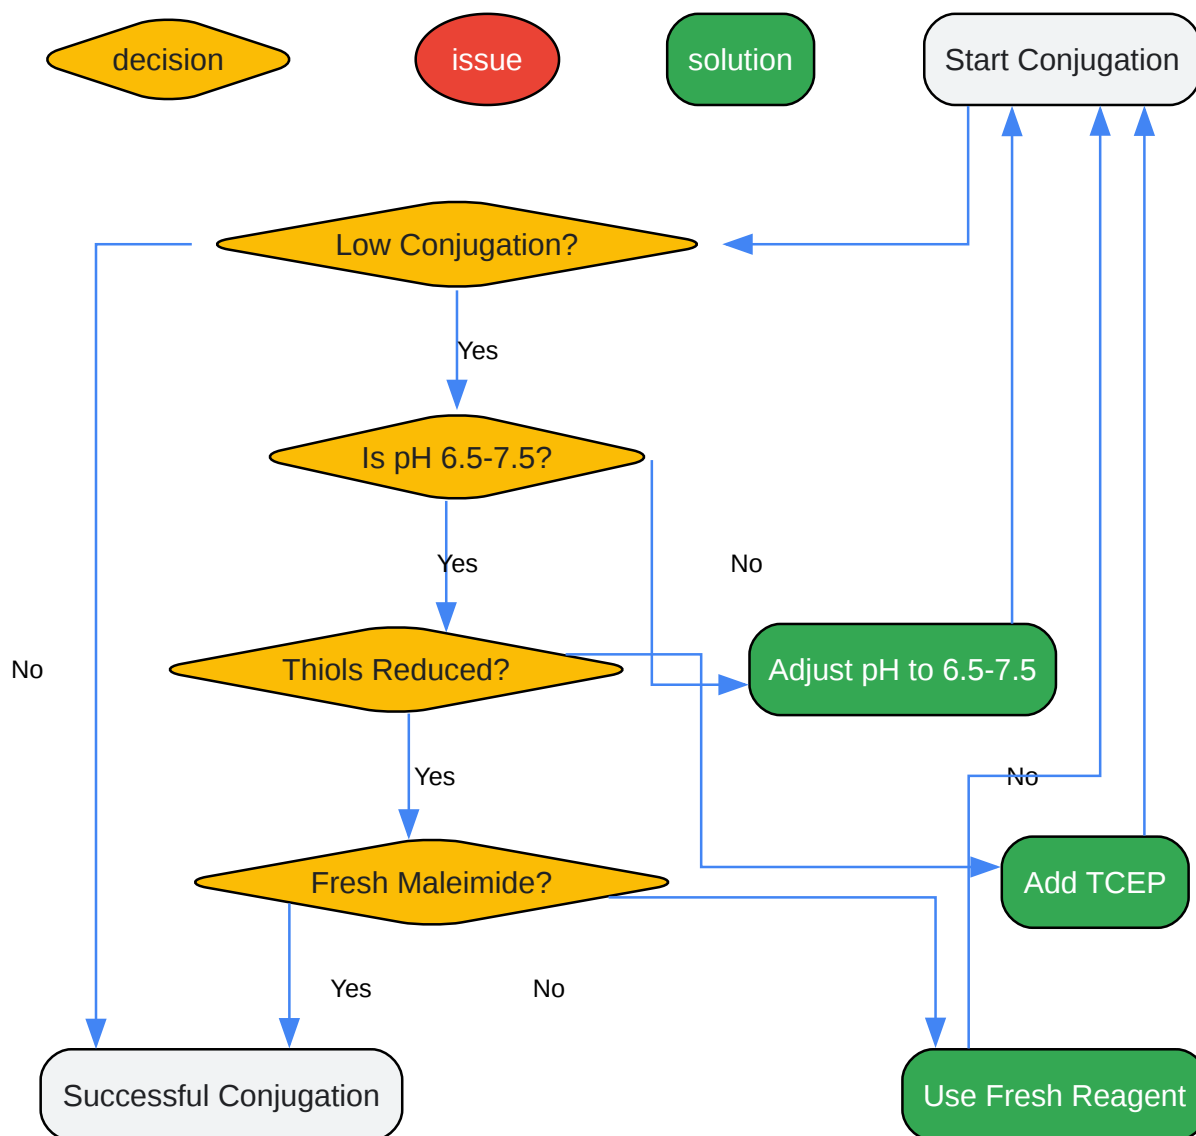 decision
issue
solution
Start Conjugation
Low Conjugation?
Yes
Is pH 6.5-7.5?
Yes
No
Thiols Reduced?
No
Adjust pH to 6.5-7.5
Yes
No
Fresh Maleimide?
Add TCEP
Yes
No
Successful Conjugation
Use Fresh Reagent